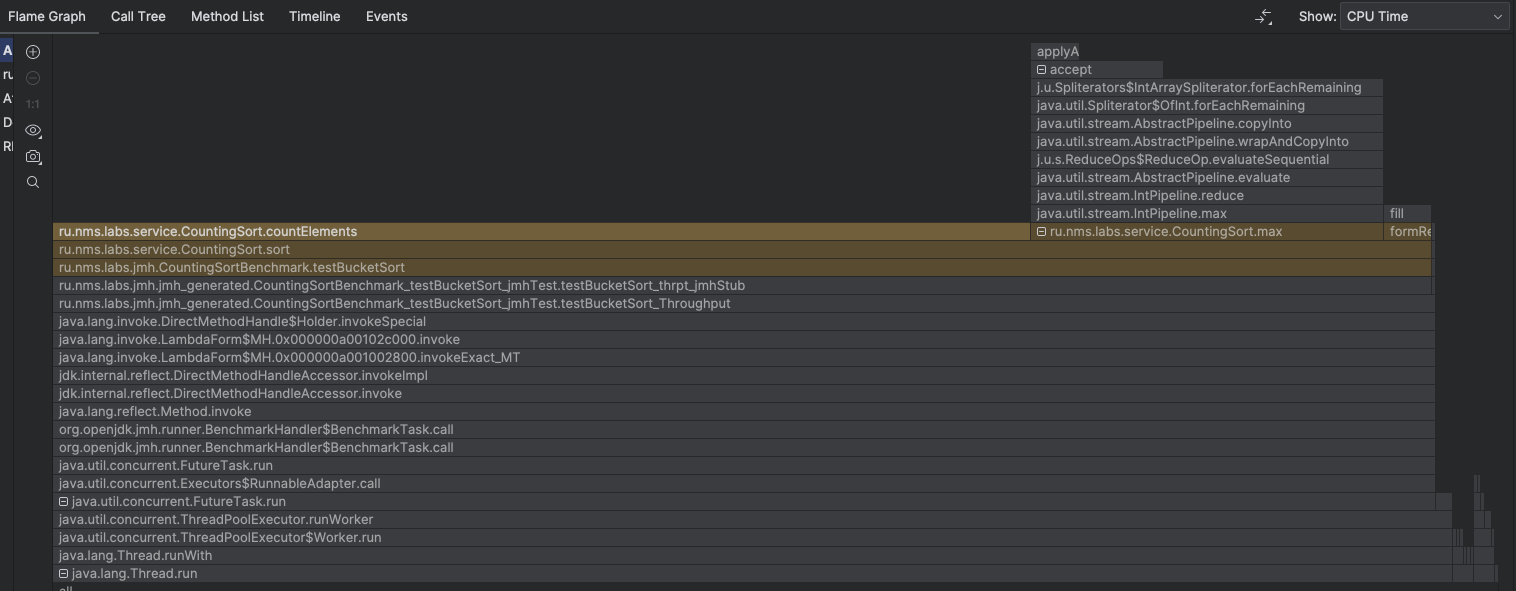 Flame Graph Call Tree Method List Timeline Events Show: CPU Time
applyA
accept
j.u.Spliterators$IntArraySpliterator.forEachRemaining
java.util.Spliterator$OfInt.forEachRemaining
1:1
java.util.stream.AbstractPipeline.copyInto
java.util.stream.AbstractPipeline.wrapAndCopyInto
j.u.s.ReduceOps$ReduceOp.evaluateSequential
java.util.stream.AbstractPipeline.evaluate
java.util.stream.IntPipeline.reduce
java.util.stream.IntPipeline.max fill
ru.nms.labs.service.CountingSort.countElements ru.nms.labs.service.CountingSort.max formRe
ru.nms.labs.service.CountingSort.sort
ru.nms.labs.jmh.CountingSortBenchmark.testBucketSort
ru.nms.labs.jmh.jmh_generated.CountingSortBenchmark_testBucketSort_jmhTest.testBucketSort_thrpt_jmhStub
ru.nms.labs.jmh.jmh_generated.CountingSortBenchmark_testBucketSort_jmhTest.testBucketSort_Throughput
java.lang.invoke.DirectMethodHandle$Holder.invokeSpecial
java.lang.invoke.LambdaForm$MH.0x000000a00102c000.invoke
java.lang.invoke.LambdaForm$MH.0x000000a001002800.invokeExact_MT
jdk.internal.reflect.DirectMethodHandleAccessor.invokeImpl
jdk.internal.reflect.DirectMethodHandleAccessor.invoke
java.lang.reflect.Method.invoke
org.openjdk.jmh.runner.BenchmarkHandler$BenchmarkTask.call
org.openjdk.jmh.runner.BenchmarkHandler$BenchmarkTask.call
java.util.concurrent.FutureTask.run
java.util.concurrent.Executors$RunnableAdapter.call
java.util.concurrent.FutureTask.run
java.util.concurrent.ThreadPoolExecutor.runWorker
java.util.concurrent.ThreadPoolExecutor$Worker.run
java.lang.Thread.runWith
java.lang.Thread.run